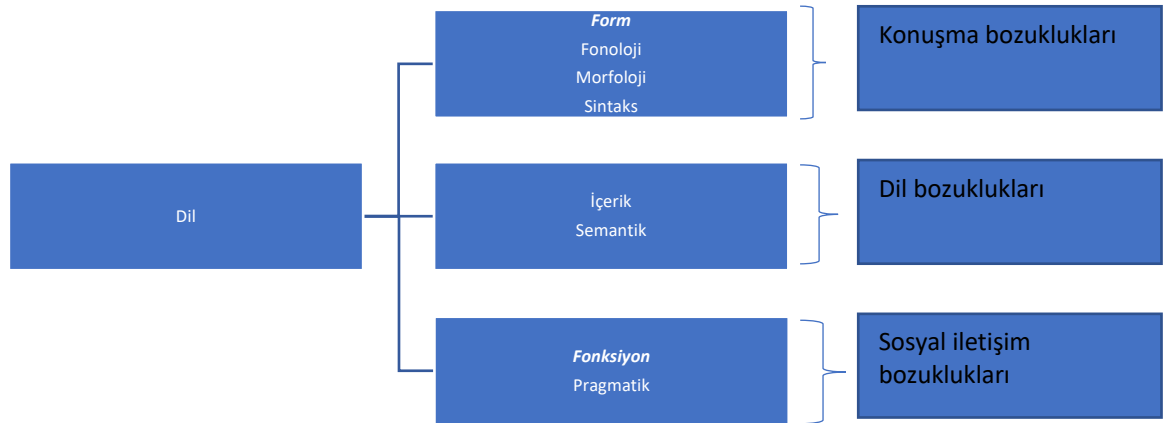 Form
Fonoloji
Morfoloji
Sintaks
Konuşma bozuklukları
Dil
İçerik
Semantik
Dil bozuklukları
Fonksiyon
Pragmatik
Sosyal iletişim
bozuklukları